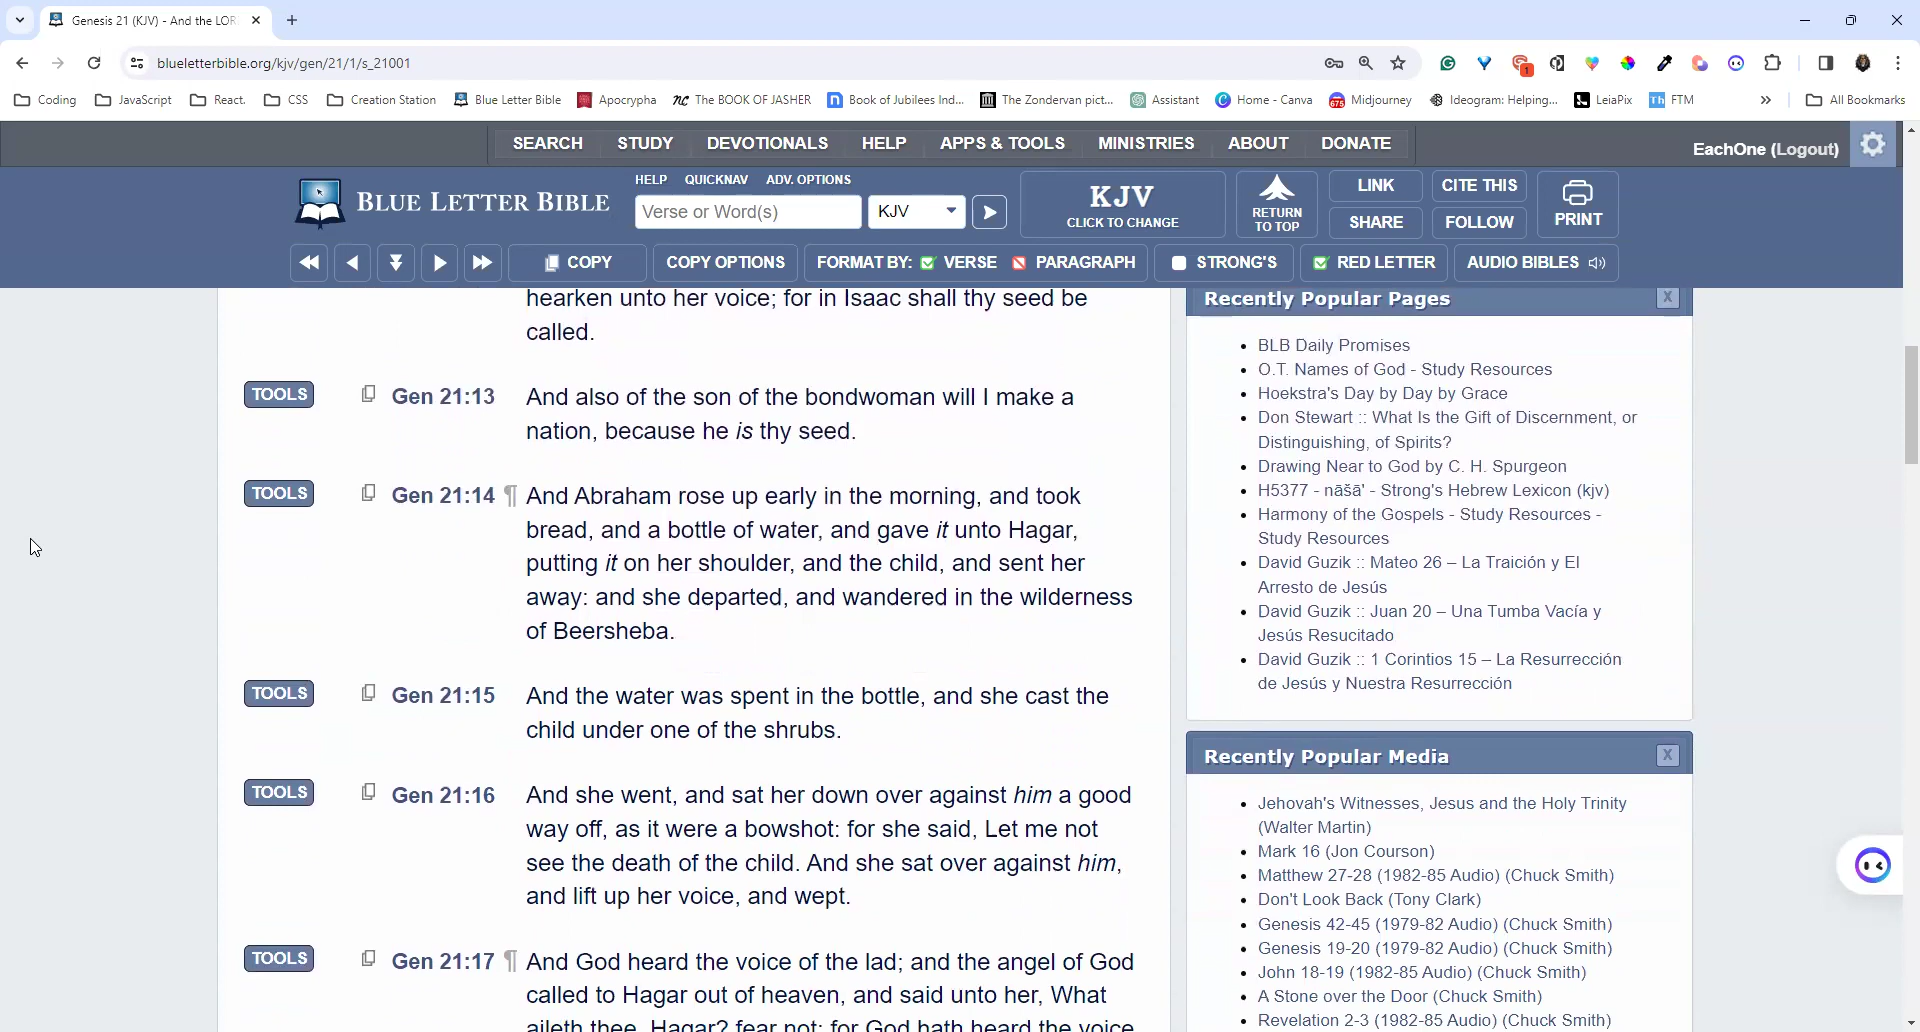 Genesis 21 (KJV) - And the LOR
blueletterbible.org/kjv/gen/21/1/s_21001
1
Coding
JavaScript
React.
CSS
Creation Station
Blue Letter Bible
Apocrypha
The BOOK OF JASHER
Book of Jubilees Ind...
The Zondervan pict...
Assistant
Home - Canva
Midjourney
Ideogram: Helping...
LeiaPix
FTM
»
All Bookmarks
SEARCH
STUDY
DEVOTIONALS
HELP
APPS & TOOLS
MINISTRIES
ABOUT
DONATE
EachOne (Logout)
BLUE LETTER BIBLE
HELP
QUICKNAV
ADV. OPTIONS
Verse or Word(s)
KJV
KJV
CLICK TO CHANGE
RETURN
TO TOP
LINK
CITE THIS
SHARE
FOLLOW
PRINT
COPY
COPY OPTIONS
FORMAT BY:
VERSE
PARAGRAPH
STRONG'S
RED LETTER
AUDIO BIBLES
hearken unto her voice; for in Isaac shall thy seed be
called.
TOOLS
Gen 21:13
And also of the son of the bondwoman will I make a
nation, because he is thy seed.
TOOLS
Gen 21:14 ¶
And Abraham rose up early in the morning, and took
bread, and a bottle of water, and gave it unto Hagar,
putting it on her shoulder, and the child, and sent her
away: and she departed, and wandered in the wilderness
of Beersheba.
TOOLS
Gen 21:15
And the water was spent in the bottle, and she cast the
child under one of the shrubs.
TOOLS
Gen 21:16
And she went, and sat her down over against him a good
way off, as it were a bowshot: for she said, Let me not
see the death of the child. And she sat over against him,
and lift up her voice, and wept.
TOOLS
Gen 21:17 ¶
And God heard the voice of the lad; and the angel of God
called to Hagar out of heaven, and said unto her, What
aileth thee, Hagar? fear not; for God hath heard the voice
Recently Popular Pages
X
BLB Daily Promises
O.T. Names of God - Study Resources
Hoekstra's Day by Day by Grace
Don Stewart :: What Is the Gift of Discernment, or
Distinguishing, of Spirits?
Drawing Near to God by C. H. Spurgeon
H5377 - nāšā' - Strong's Hebrew Lexicon (kjv)
Harmony of the Gospels - Study Resources -
Study Resources
David Guzik :: Mateo 26 – La Traición y El
Arresto de Jesús
David Guzik :: Juan 20 – Una Tumba Vacía y
Jesús Resucitado
David Guzik :: 1 Corintios 15 – La Resurrección
de Jesús y Nuestra Resurrección
Recently Popular Media
X
Jehovah's Witnesses, Jesus and the Holy Trinity
(Walter Martin)
Mark 16 (Jon Courson)
Matthew 27-28 (1982-85 Audio) (Chuck Smith)
Don't Look Back (Tony Clark)
Genesis 42-45 (1979-82 Audio) (Chuck Smith)
Genesis 19-20 (1979-82 Audio) (Chuck Smith)
John 18-19 (1982-85 Audio) (Chuck Smith)
A Stone over the Door (Chuck Smith)
Revelation 2-3 (1982-85 Audio) (Chuck Smith)